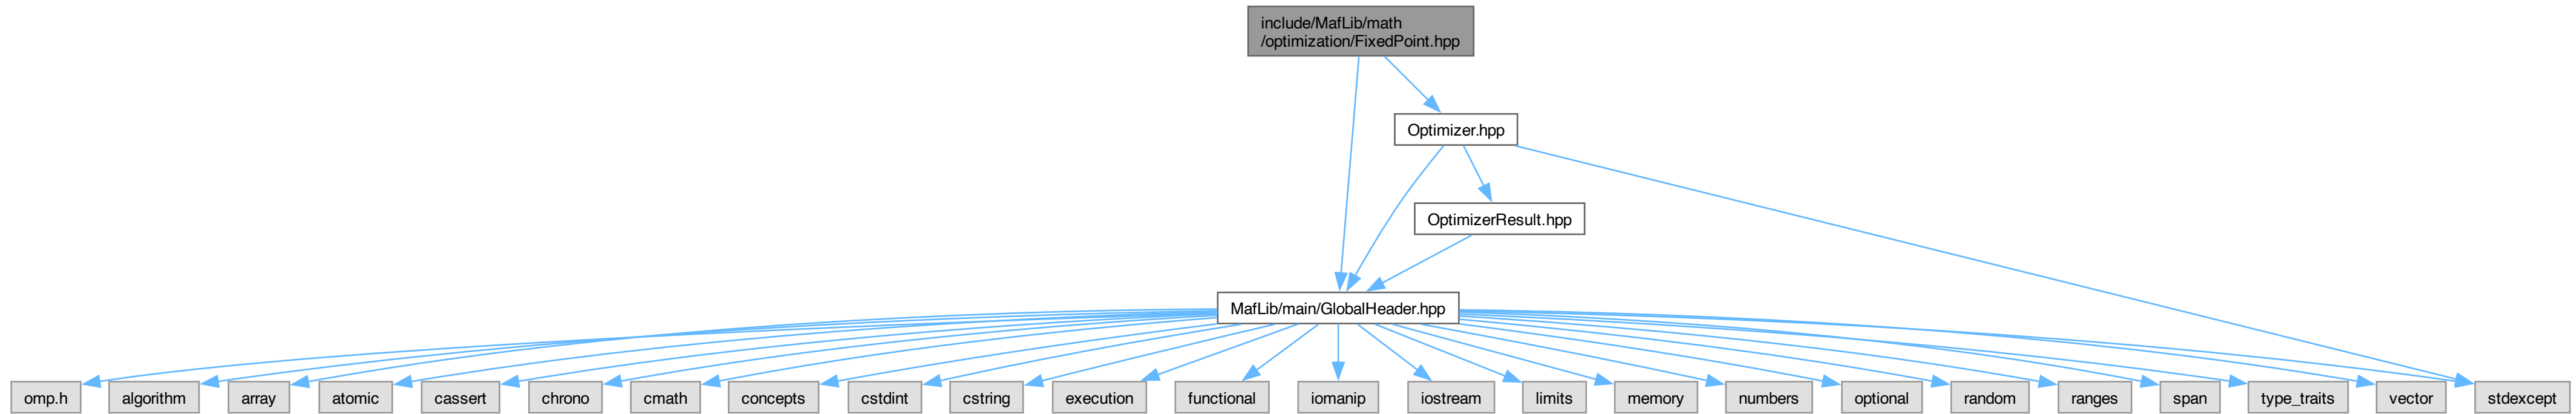 include/MafLib/math
/optimization/FixedPoint.hpp
Optimizer.hpp
OptimizerResult.hpp
MafLib/main/GlobalHeader.hpp
omp.h
algorithm
array
atomic
cassert
chrono
cmath
concepts
cstdint
cstring
execution
functional
iomanip
iostream
limits
memory
numbers
optional
random
ranges
span
type_traits
vector
stdexcept